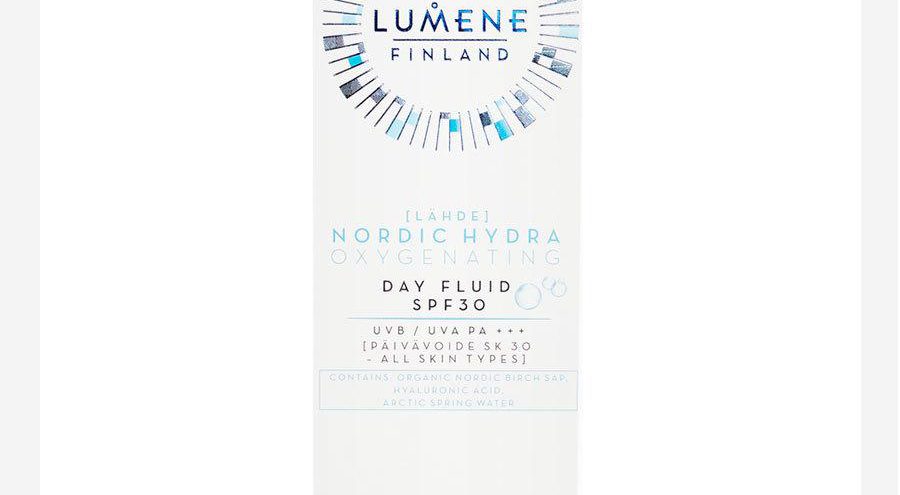 LUMENE
FINLAND
[LÄHDE]
NORDIC HYDRA
OXYGENATING
DAY FLUID
SPF30
UVB / UVA PA +++
[PÄIVÄVOIDE SK 30
- ALL SKIN TYPES]
CONTAINS: ORGANIC NORDIC BIRCH SAP,
HYALURONIC ACID,
ARCTIC SPRING WATER